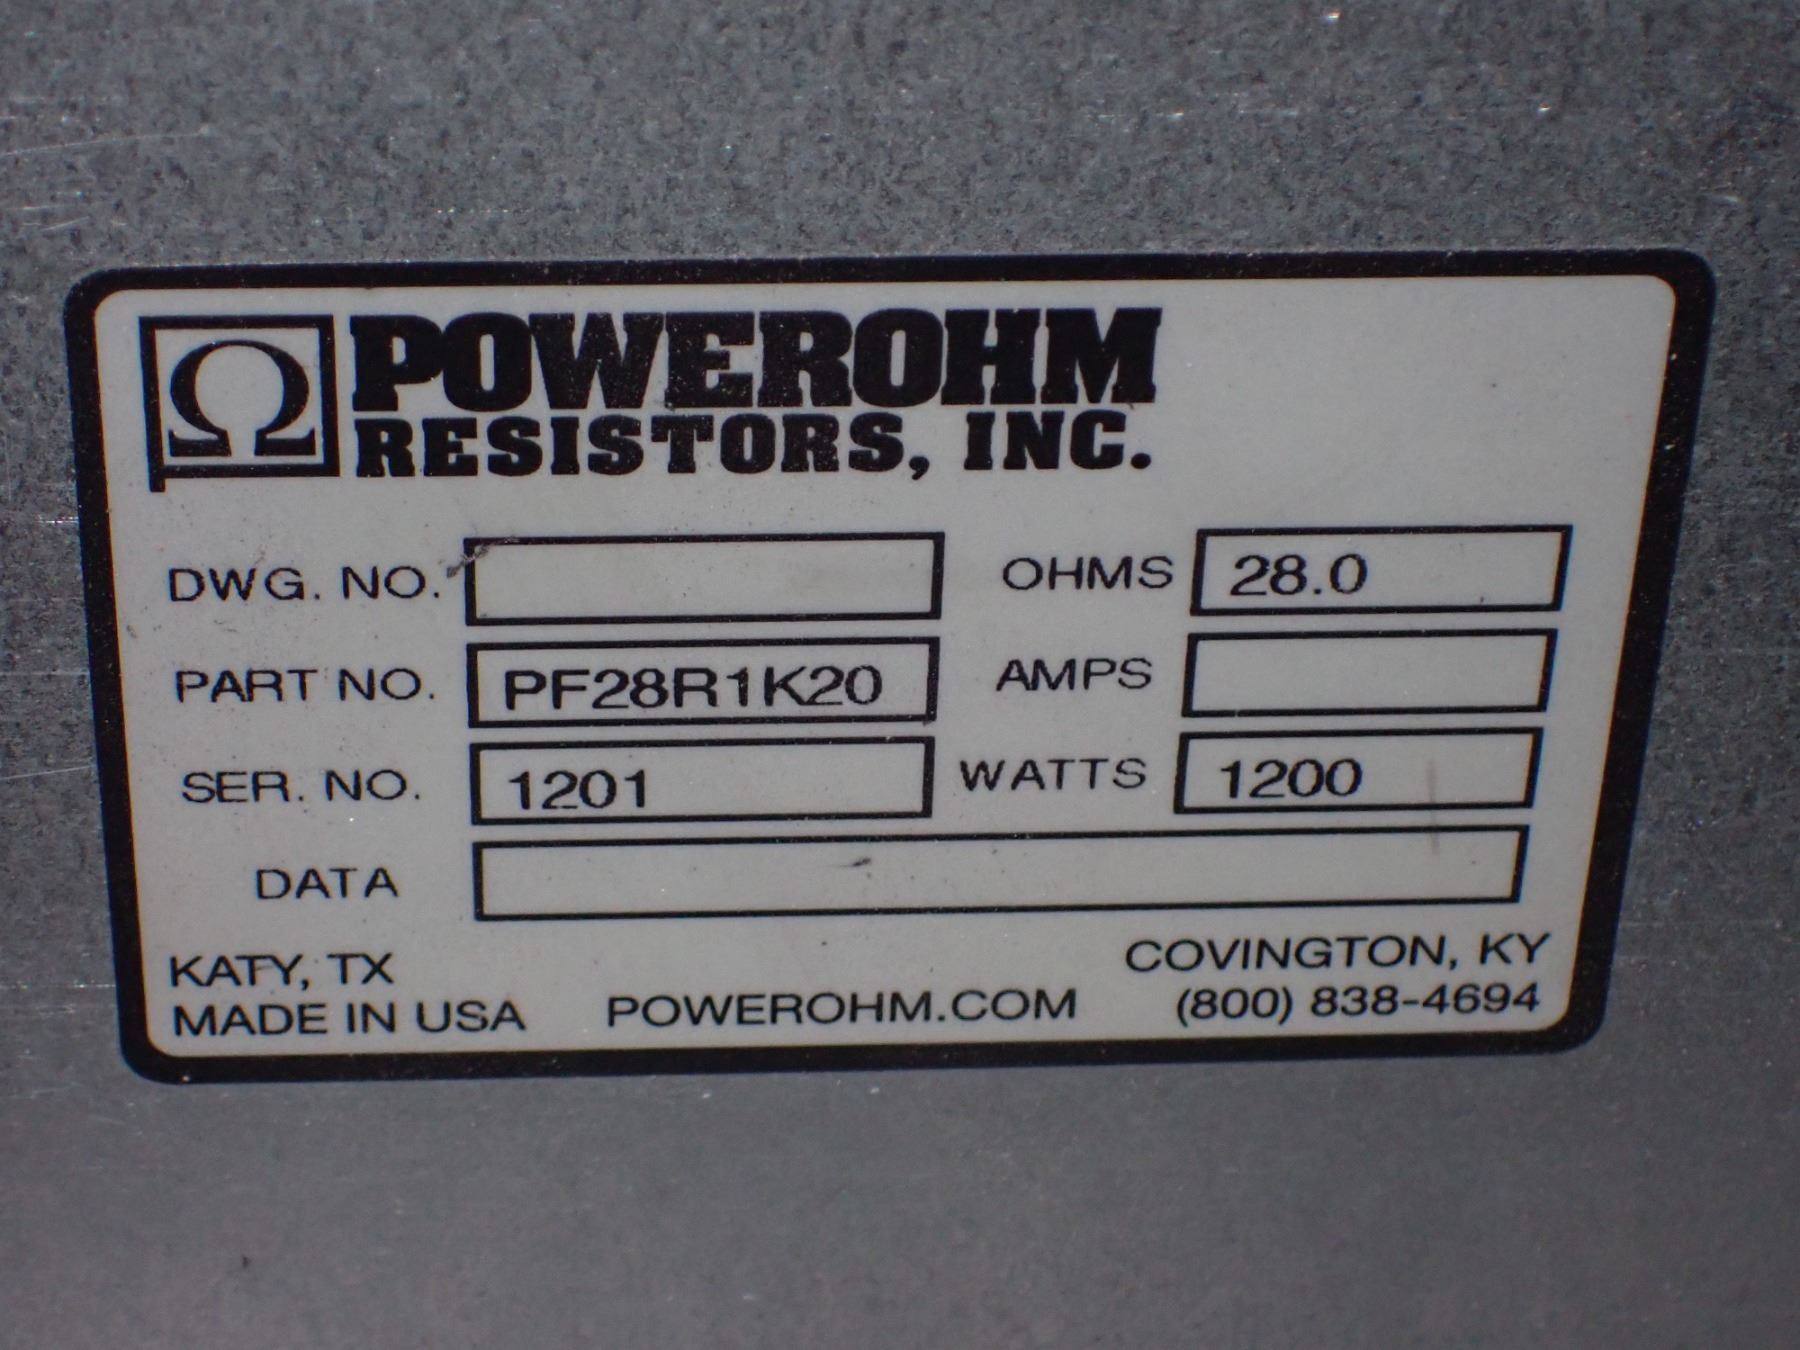 Ω POWEROHM
RESISTORS, INC.
DWG. NO.
OHMS 28.0
PART NO. PF28R1K20
AMPS
SER. NO. 1201
WATTS 1200
DATA
KATY, TX
MADE IN USA
POWEROHM.COM
COVINGTON, KY
(800) 838-4694